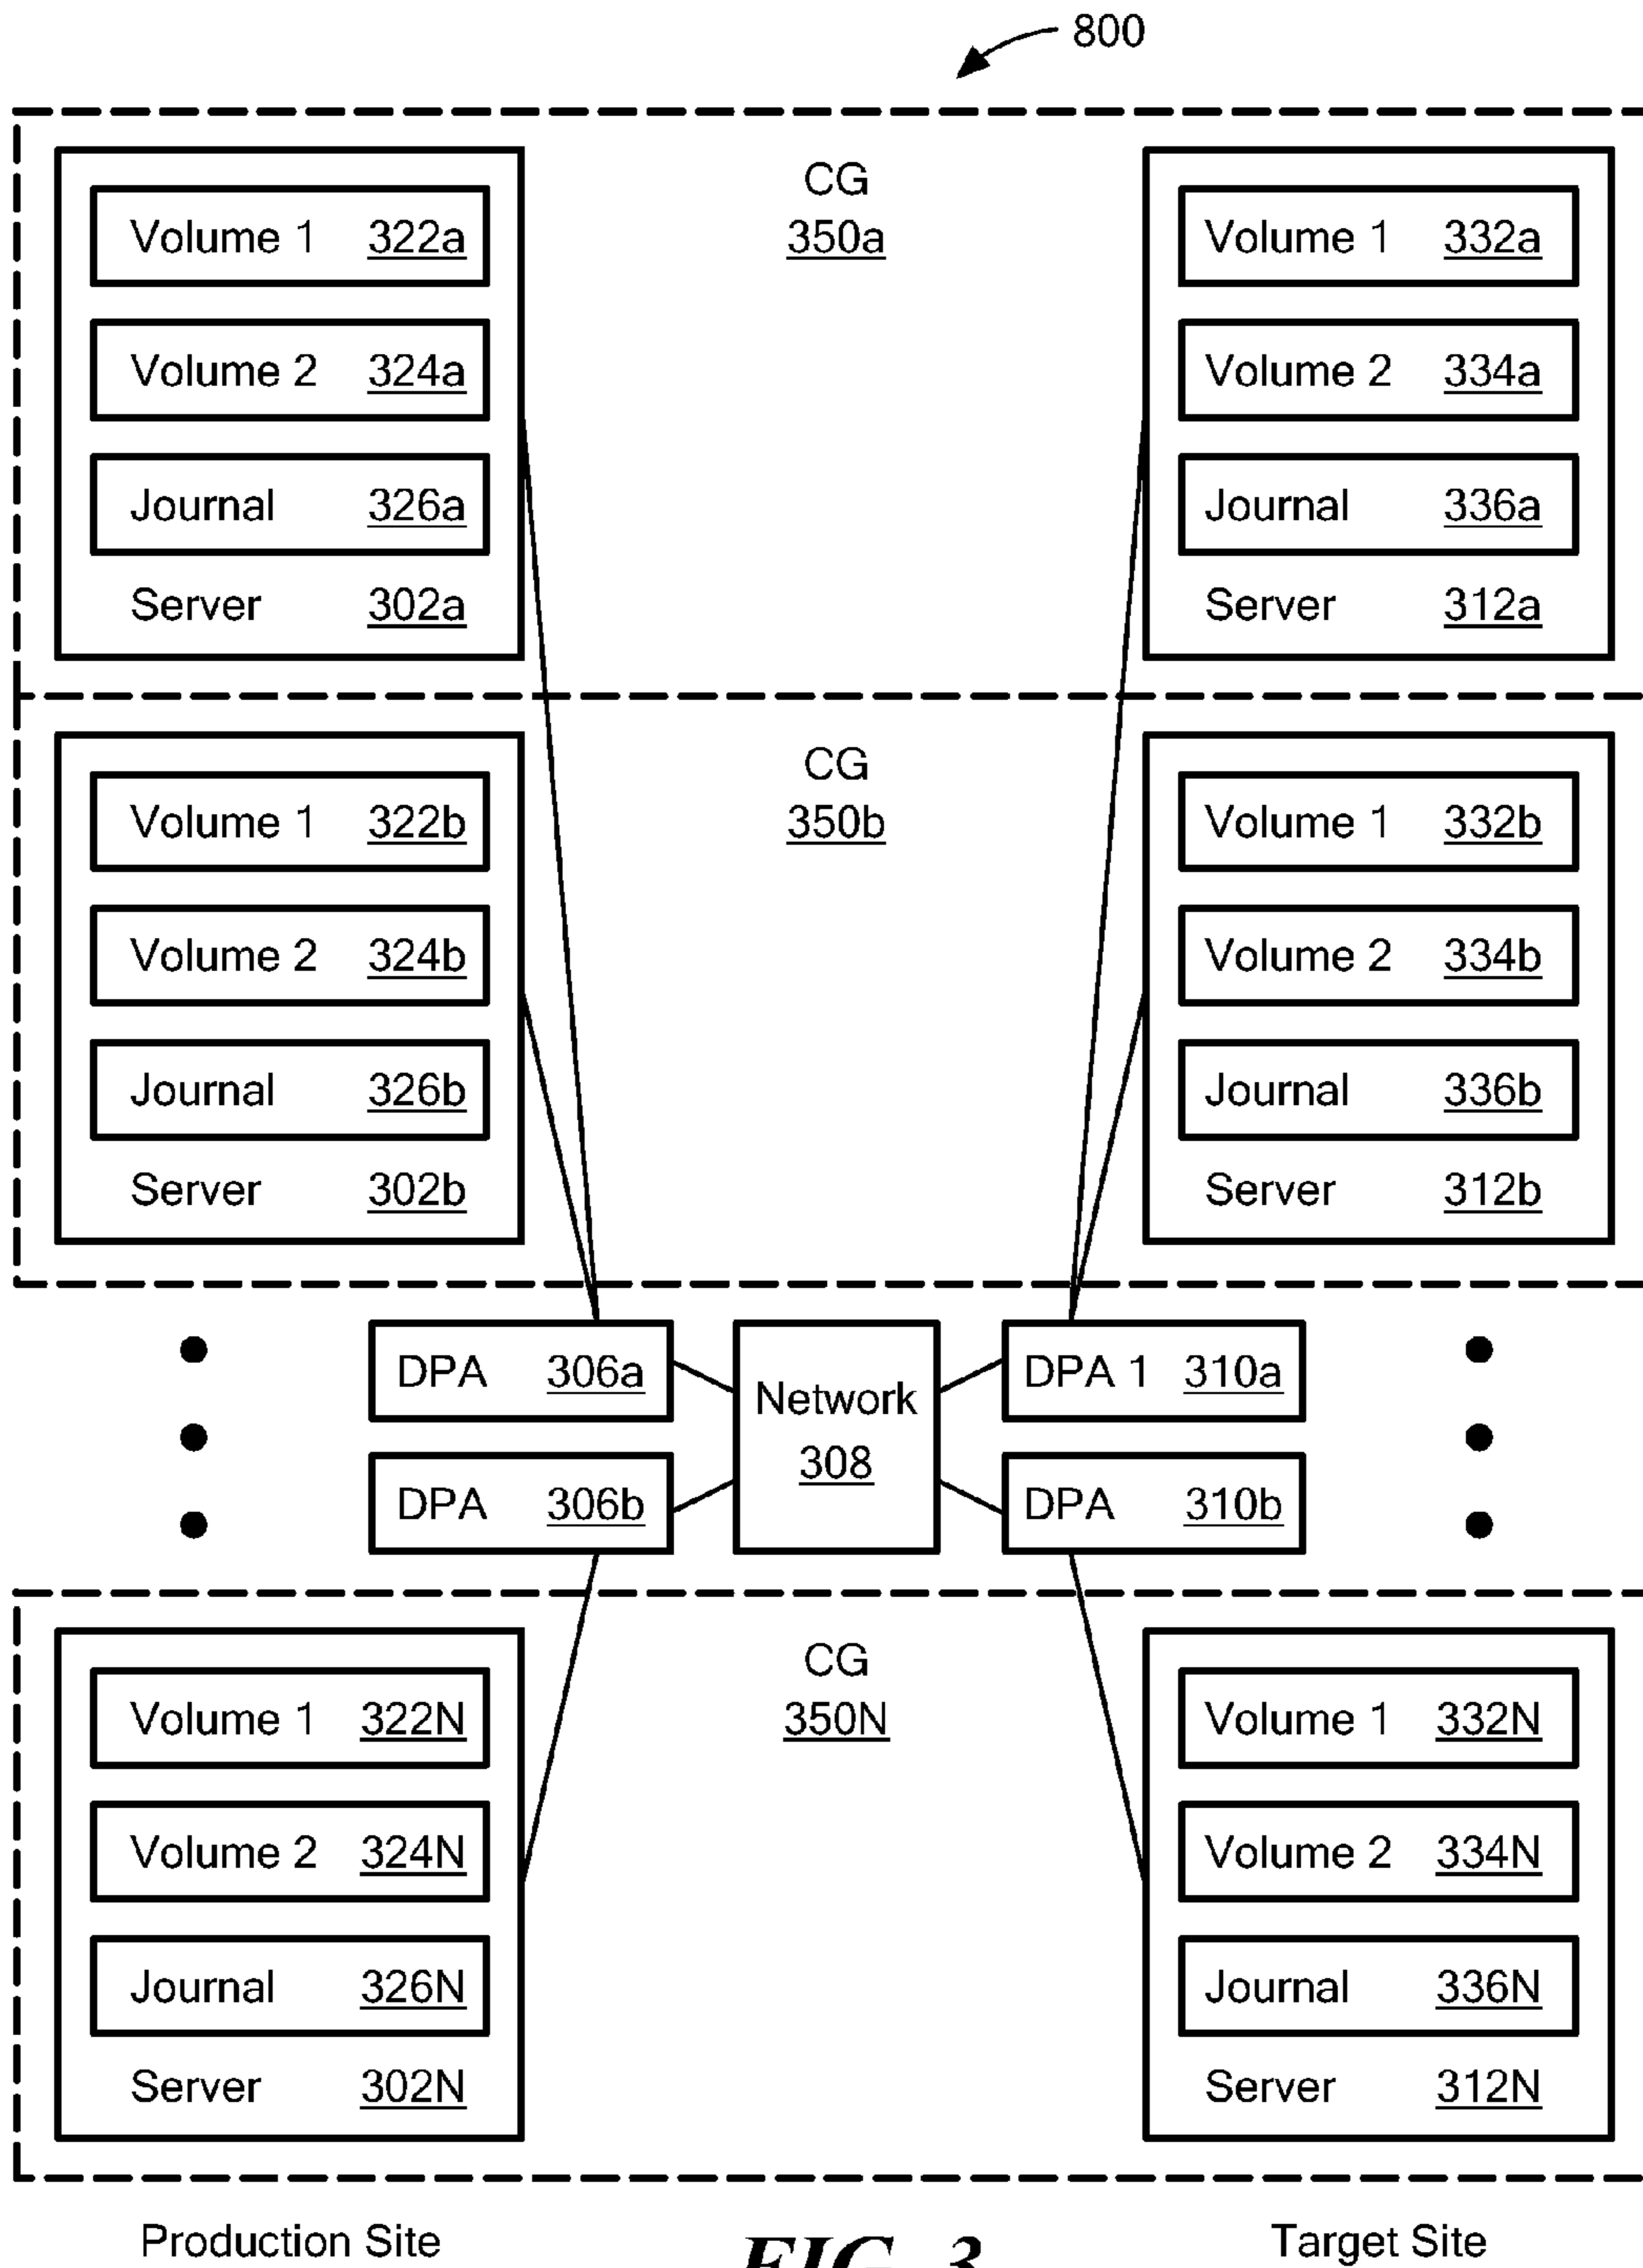 800
CG
350a
Volume 1 322a
Volume 2 324a
Journal 326a
Server 302a
Volume 1 332a
Volume 2 334a
Journal 336a
Server 312a
CG
350b
Volume 1 322b
Volume 2 324b
Journal 326b
Server 302b
Volume 1 332b
Volume 2 334b
Journal 336b
Server 312b
DPA 306a
DPA 306b
Network
308
DPA 1 310a
DPA 310b
CG
350N
Volume 1 322N
Volume 2 324N
Journal 326N
Server 302N
Volume 1 332N
Volume 2 334N
Journal 336N
Server 312N
Production Site
FIG. 3
Target Site